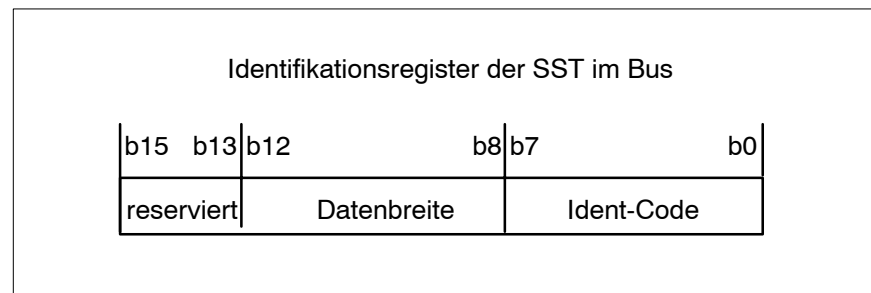 Identifikationsregister der SST im Bus
b15 b13 b12 b8 b7 b0
reserviert Datenbreite Ident-Code